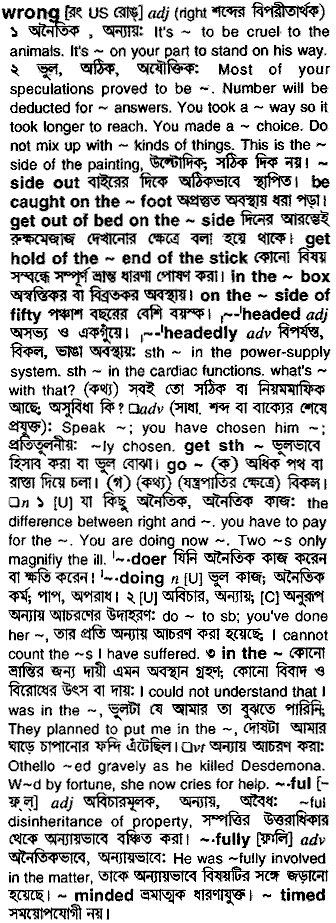 wrong [রং US রোঙ্] adj (right শব্দের বিপরীতার্থক)
১ অনৈতিক , অন্যায়: It's ~ to be cruel to the
animals. It's ~ on your part to stand on his way.
২ ভুল, অঠিক, অযৌক্তিক: Most of your
speculations proved to be ~. Number will be
deducted for ~ answers. You took a ~ way so it
took longer to reach. You made a ~ choice. Do
not mix up with ~ kinds of things. This is the ~
side of the painting, উল্টোদিক; সঠিক দিক নয়। ~
side out বাইরের দিকে অঠিকভাবে স্থাপিত। be
caught on the ~ foot অপ্রস্তুত অবস্থায় ধরা পড়া।
get out of bed on the ~ side দিনের আরম্ভেই
রুক্ষমেজাজ দেখানোর ক্ষেত্রে বলা হয়ে থাকে। get
hold of the ~ end of the stick কোনো বিষয়
সম্বন্ধে সম্পূর্ণ ভ্রান্ত ধারণা পোষণ করা। in the ~ box
অস্বস্তিকর বা বিব্রতকর অবস্থায়। on the ~ side of
fifty পঞ্চাশ বছরের বেশি বয়স্ক। ~-ˈheaded adj
অসভ্য ও একগুঁয়ে। ˌ~-ˈheadedly adv বিপর্যস্ত,
বিকল, ভাঙা অবস্থায়: sth ~ in the power-supply
system. sth ~ in the cardiac functions. what's ~
with that? (কথ্য) সবই তো সঠিক বা নিয়মমাফিক
আছে, অসুবিধা কি? □adv (সাধা. শব্দ বা বাক্যের শেষে
প্রযুক্ত): Speak ~; you have chosen him ~;
প্রতিতুলনীয়: ~ly chosen. get sth ~ ভুলভাবে
হিসাব করা বা ভুল বোঝা। go ~ (ক) অধিক পথ বা
রাস্তা দিয়ে চলা। (গ) (কথ্য) (যন্ত্রপাতির ক্ষেত্রে) বিকল।
□n ১ [U] যা কিছু অনৈতিক, অনৈতিক কাজ: the
difference between right and ~. you have to pay
for the ~. You are doing now ~. Two ~s only
magnifiy the ill. ˈ~-doer যিনি অনৈতিক কাজ করেন
বা ক্ষতি করেন। ˈ~-doing n [U] ভুল কাজ; অনৈতিক
কর্ম; পাপ, অপরাধ। ২ [U] অবিচার, অন্যায়; [C] অনুরূপ
অন্যায় আচরণের উদাহরণ: do ~ to sb; you've done
her ~, তার প্রতি অন্যায় আচরণ করা হয়েছে; I cannot
count the ~s I have suffered. ৩ in the ~ কোনো
ভ্রান্তির জন্য দায়ী এমন অবস্থান গ্রহণ; কোনো বিবাদ ও
বিরোধের উৎস বা দায়: I could not understand that I
was in the ~, ভুলটা যে আমার তা বুঝতে পারিনি;
They planned to put me in the ~, দোষটা আমার
ঘাড়ে চাপানোর ফন্দি এঁটেছিল। □vt অন্যায় আচরণ করা:
Othello ~ed gravely as he killed Desdemona.
W~d by fortune, she now cries for help. ~·ful [-
ফ্ল্] adj অবিচারমূলক, অন্যায়, অবৈধ: ~ful
disinheritance of property, সম্পত্তির উত্তরাধিকার
থেকে অন্যায়ভাবে বঞ্চিত করা। ~·fully [ফ়লি] adv
অনৈতিকভাবে, অন্যায়ভাবে: He was ~fully involved
in the matter, তাকে অন্যায়ভাবে বিষয়টির সঙ্গে জড়ানো
হয়েছে। ~ minded ভ্রমাত্মক ধারণাযুক্ত। ~ timed
সময়োপযোগী নয়।